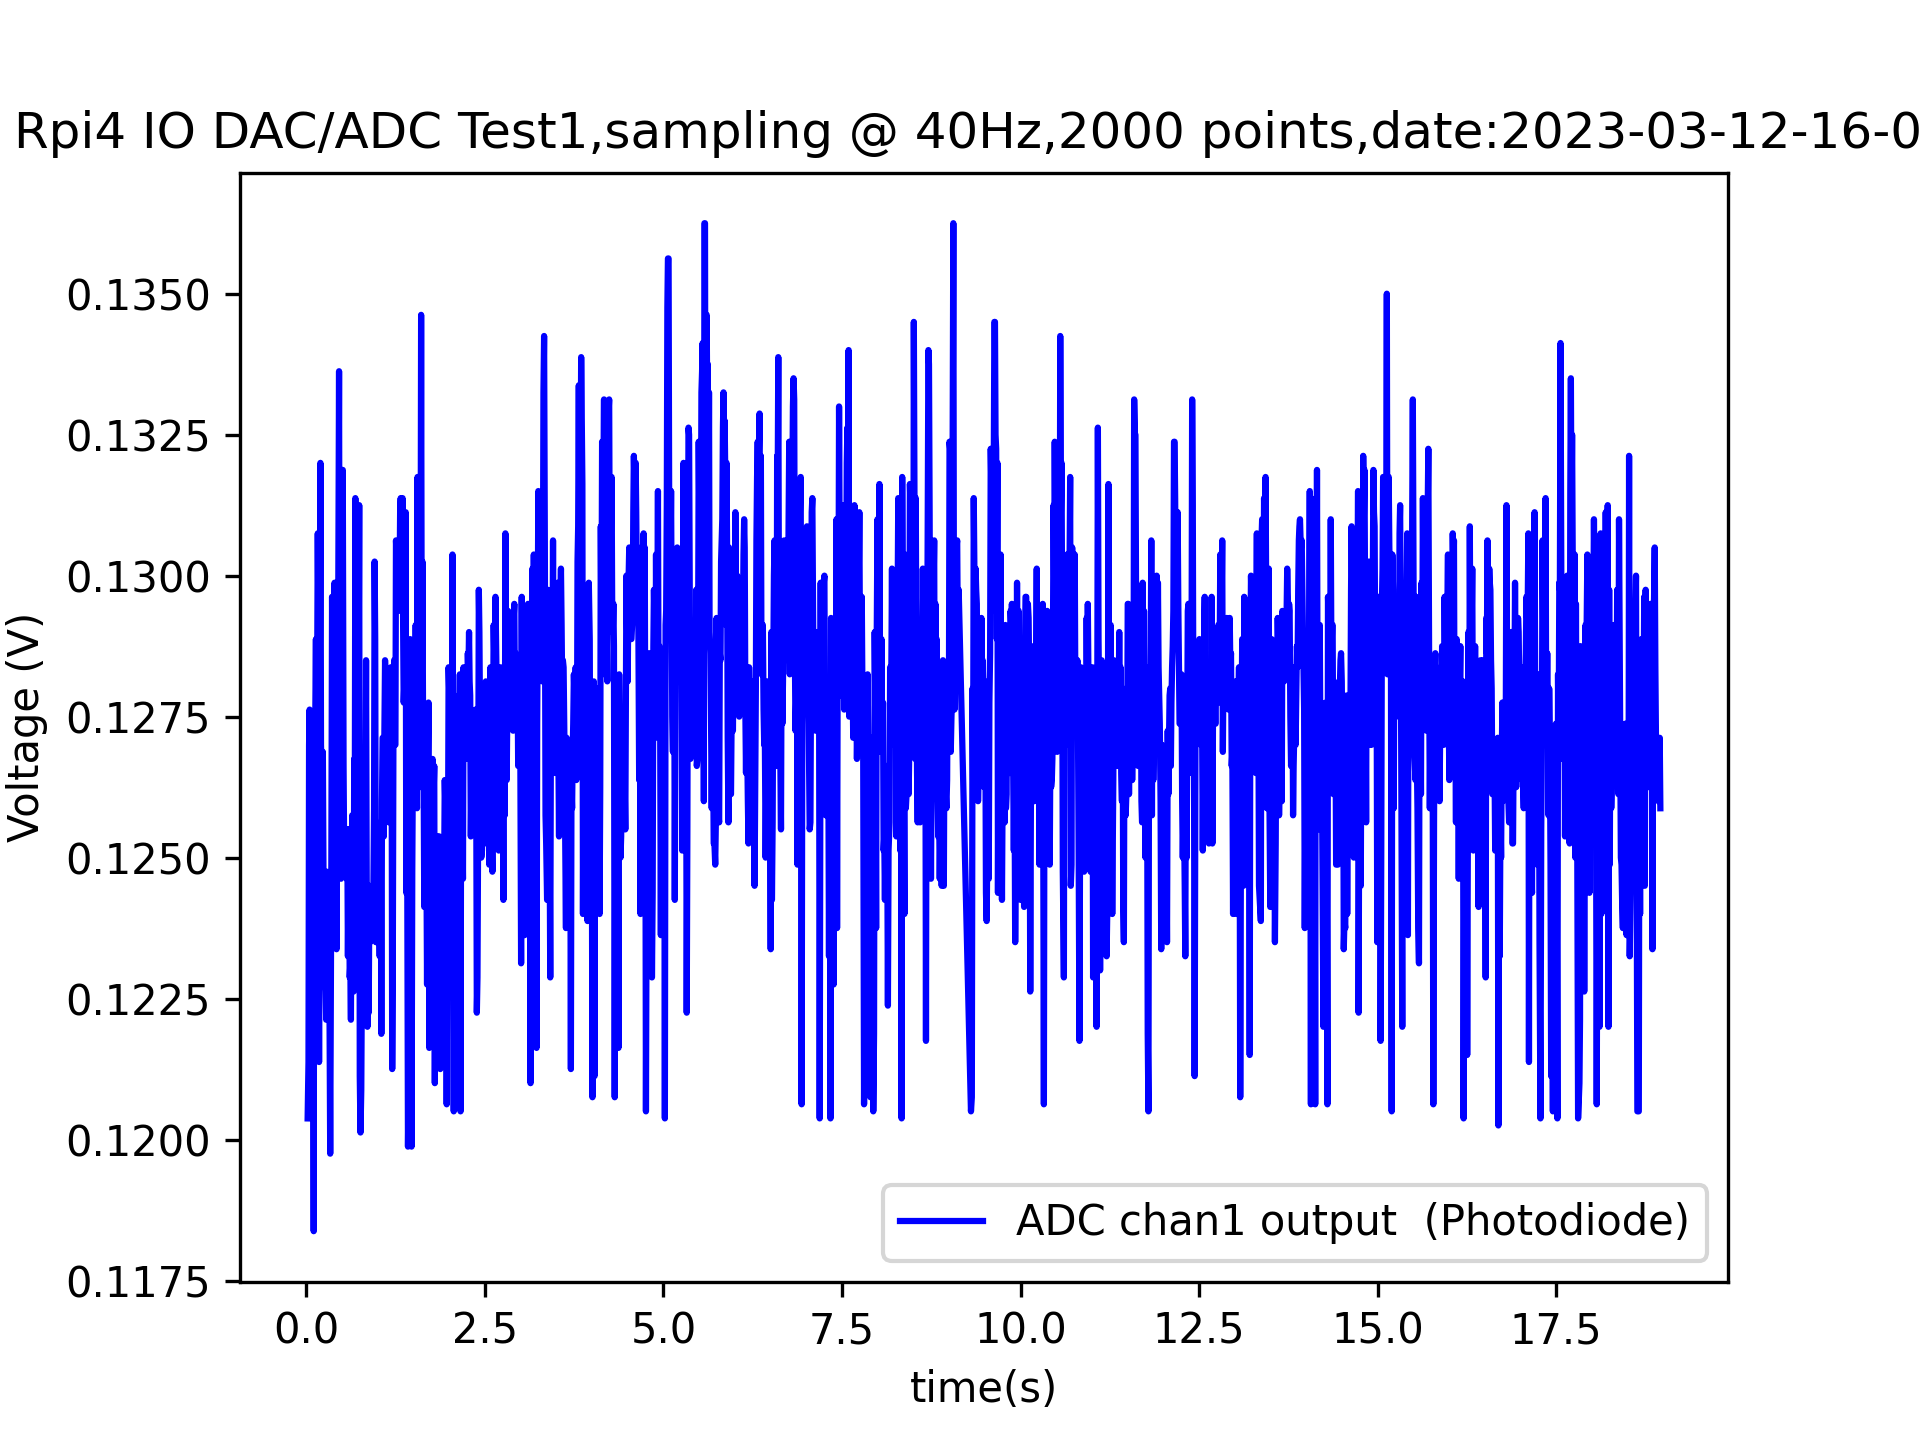 Rpi4 IO DAC/ADC Test1,sampling @ 40Hz,2000 points,date:2023-03-12-16-0
0.1350
0.1325
0.1300
0.1275
0.1250
0.1225
0.1200
0.1175
Voltage (V)
ADC chan1 output  (Photodiode)
0.0 2.5 5.0 7.5 10.0 12.5 15.0 17.5
time(s)